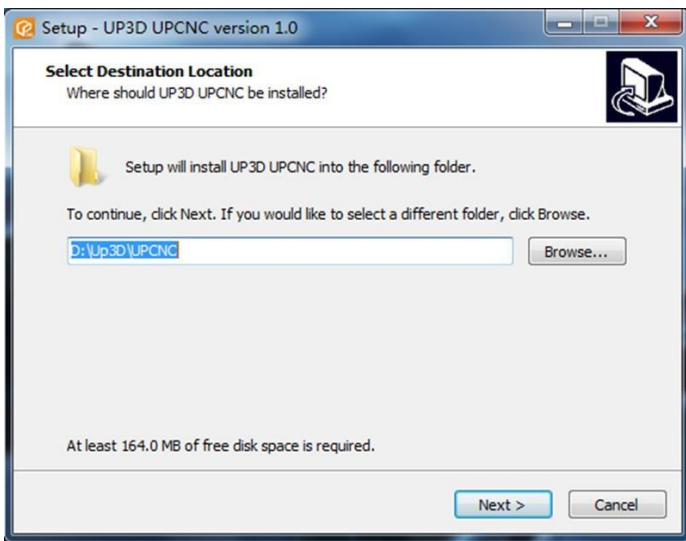 Setup - UP3D UPCNC version 1.0
Select Destination Location
Where should UP3D UPCNC be installed?
Setup will install UP3D UPCNC into the following folder.
To continue, click Next. If you would like to select a different folder, click Browse.
D:\Up3D\UPCNC
Browse...
At least 164.0 MB of free disk space is required.
Next >
Cancel